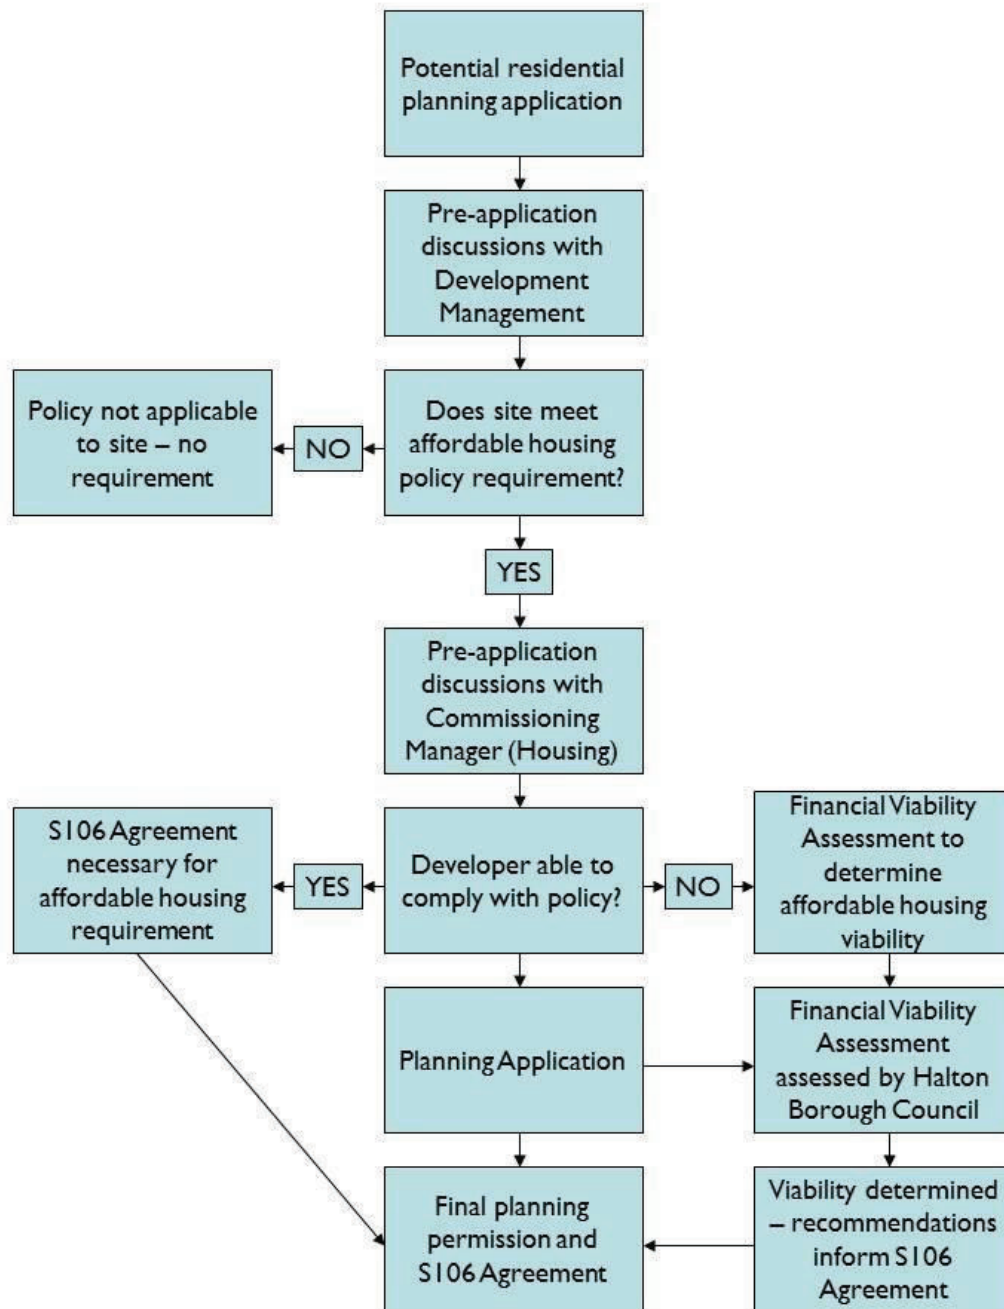 Potential residential
planning application
Pre-application
discussions with
Development
Management
Policy not applicable
to site – no
requirement
NO
Does site meet
affordable housing
policy requirement?
YES
Pre-application
discussions with
Commissioning
Manager (Housing)
S106 Agreement
necessary for
affordable housing
requirement
YES
Developer able to
comply with policy?
NO
Financial Viability
Assessment to
determine
affordable housing
viability
Planning Application
Financial Viability
Assessment
assessed by Halton
Borough Council
Final planning
permission and
S106 Agreement
Viability determined
– recommendations
inform S106
Agreement